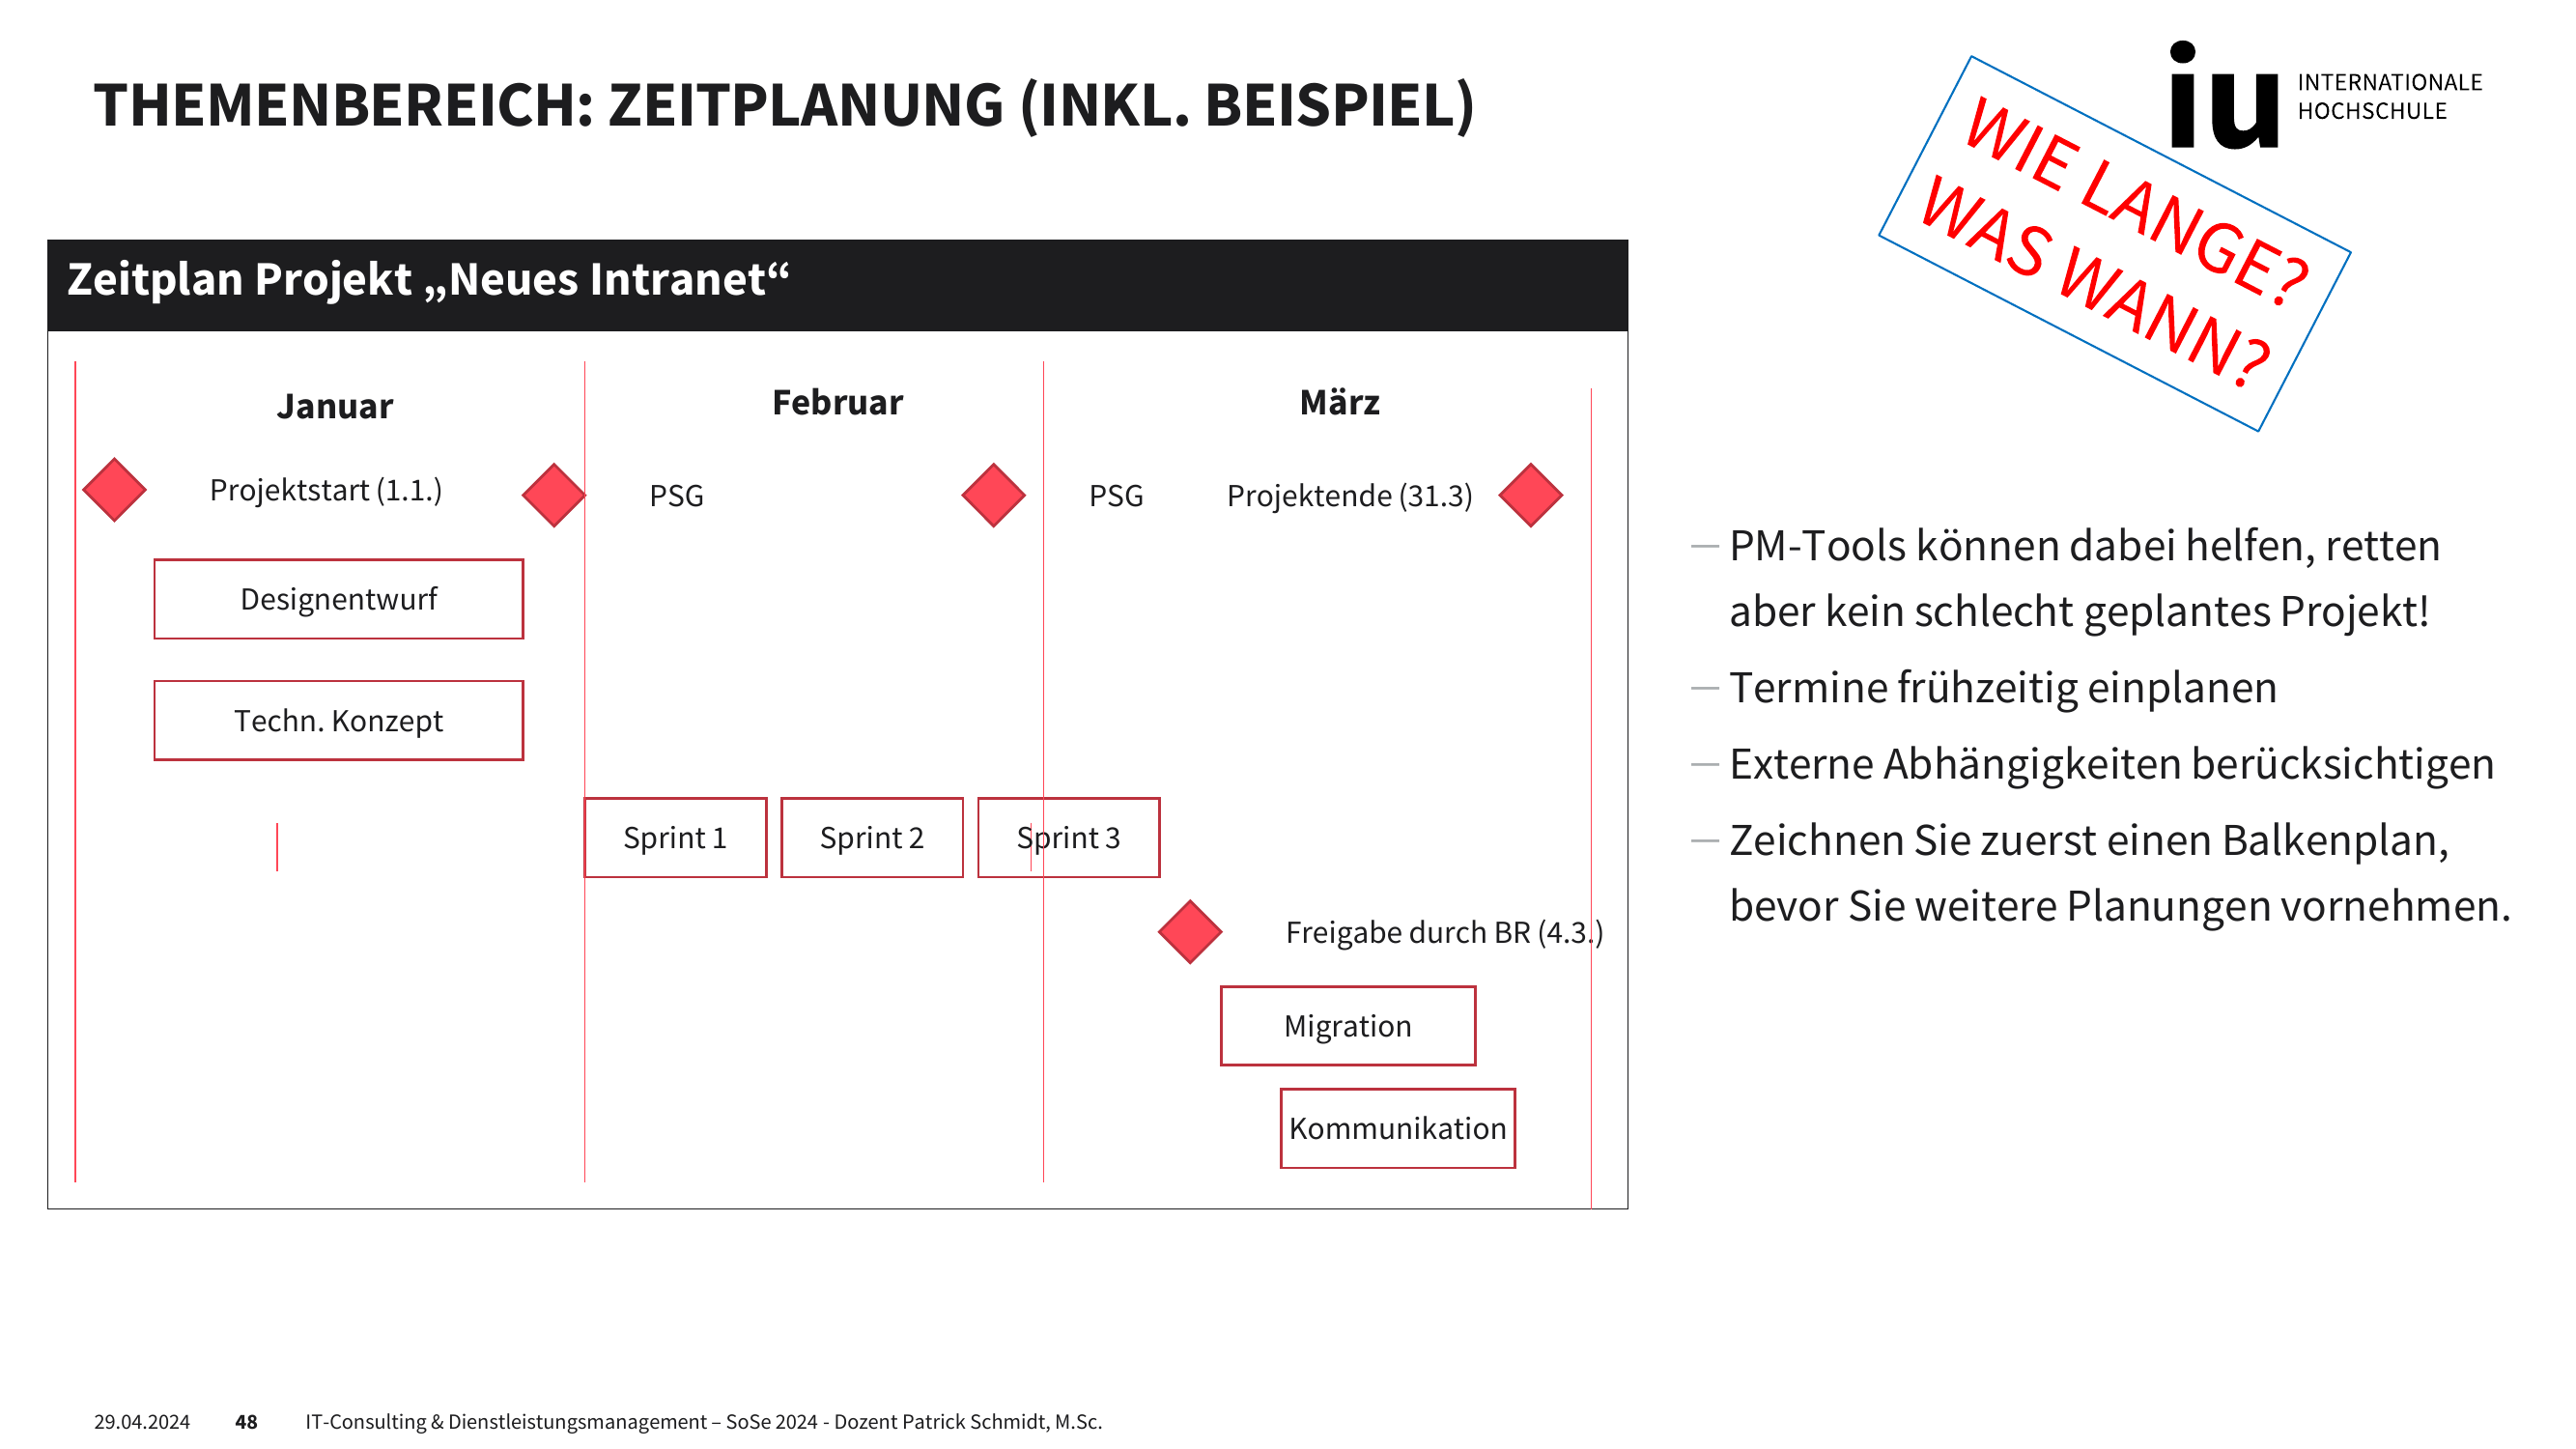 THEMENBEREICH: ZEITPLANUNG (INKL. BEISPIEL)
iu INTERNATIONALE
HOCHSCHULE
WIE LANGE?
WAS WANN?
Zeitplan Projekt „Neues Intranet“
Januar
Februar
März
Projektstart (1.1.)
PSG
PSG
Projektende (31.3)
Designentwurf
Techn. Konzept
Sprint 1
Sprint 2
Sprint 3
Freigabe durch BR (4.3.)
Migration
Kommunikation
PM-Tools können dabei helfen, retten
aber kein schlecht geplantes Projekt!
Termine frühzeitig einplanen
Externe Abhängigkeiten berücksichtigen
Zeichnen Sie zuerst einen Balkenplan,
bevor Sie weitere Planungen vornehmen.
29.04.2024 48 IT-Consulting & Dienstleistungsmanagement – SoSe 2024 - Dozent Patrick Schmidt, M.Sc.